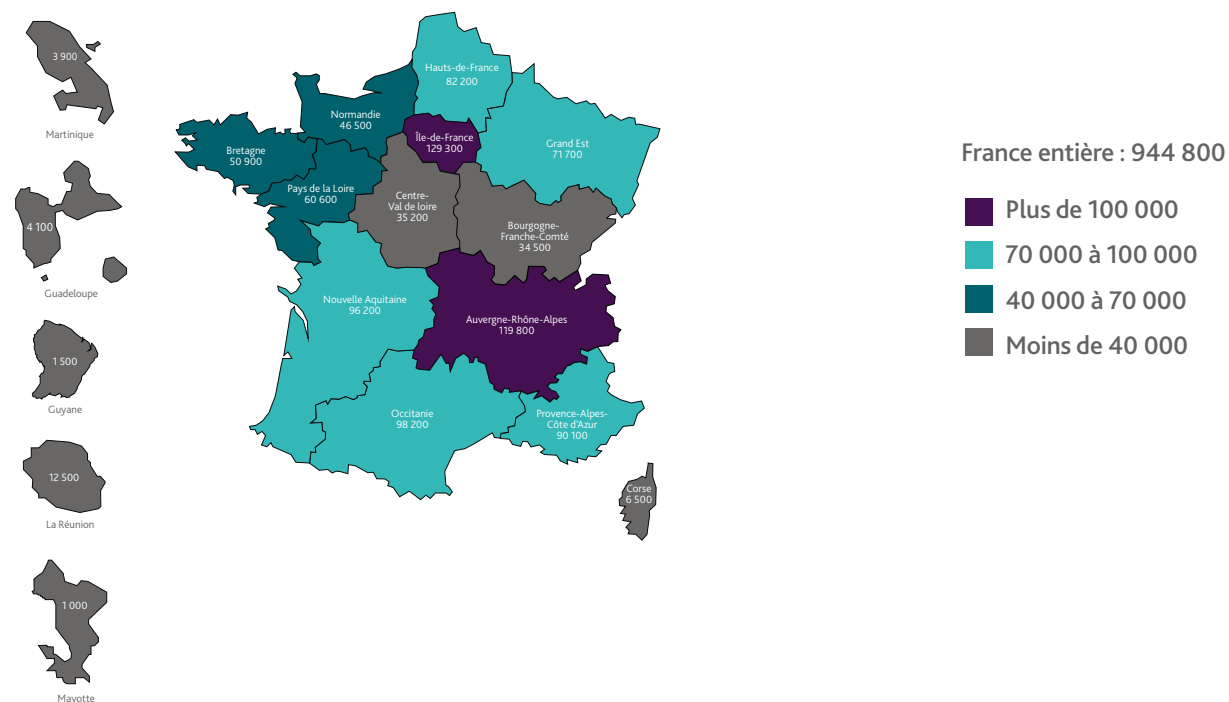 3 900
Martinique
4 100
Guadeloupe
1 500
Guyane
12 500
La Réunion
1 000
Mayotte
Hauts-de-France
82 200
Normandie
46 500
Île-de-France
129 300
Grand Est
71 700
Bretagne
50 900
Pays de la Loire
60 600
Centre-
Val de loire
35 200
Bourgogne-
Franche-Comté
34 500
Nouvelle Aquitaine
96 200
Auvergne-Rhône-Alpes
119 800
Occitanie
98 200
Provence-Alpes-
Côte d'Azur
90 100
Corse
6 500
France entière : 944 800
Plus de 100 000
70 000 à 100 000
40 000 à 70 000
Moins de 40 000